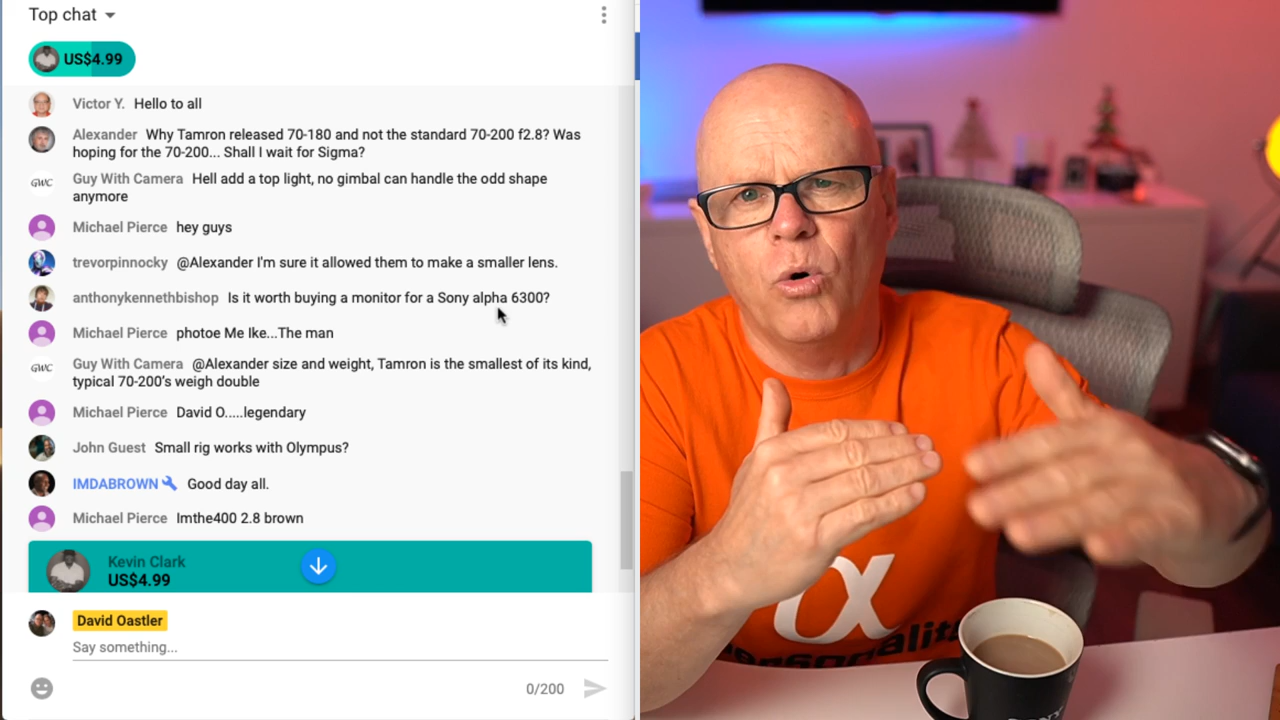 Top chat
US$4.99
Victor Y. Hello to all
Alexander Why Tamron released 70-180 and not the standard 70-200 f2.8? Was
hoping for the 70-200... Shall I wait for Sigma?
GWC Guy With Camera Hell add a top light, no gimbal can handle the odd shape
anymore
Michael Pierce hey guys
trevorpinnocky @Alexander I'm sure it allowed them to make a smaller lens.
anthonykennethbishop Is it worth buying a monitor for a Sony alpha 6300?
Michael Pierce photoe Me Ike...The man
GWC Guy With Camera @Alexander size and weight, Tamron is the smallest of its kind,
typical 70-200's weigh double
Michael Pierce David O.....legendary
John Guest Small rig works with Olympus?
IMDABROWN Good day all.
Michael Pierce Imthe400 2.8 brown
Kevin Clark
US$4.99
David Oastler
Say something...
0/200
α